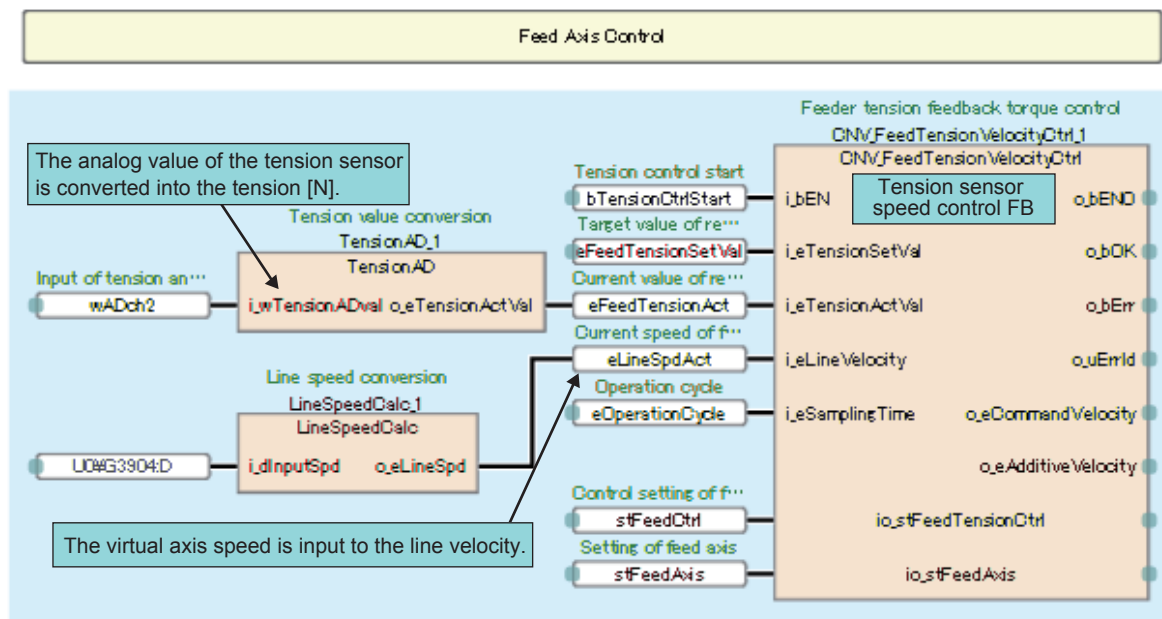 Feed Axis Control
Feeder tension feedback torque control
CNV_FeedTensionVelocityCtrl_1
CNV_FeedTensionVelocityCtrl
Tension sensor
speed control FB
The analog value of the tension sensor
is converted into the tension [N].
Tension control start
bTensionCtrlStart
i_bEN
o_bENO
Tension value conversion
TensionAD_1
TensionAD
Target value of re…
eFeedTensionSetVal
i_eTensionSetVal
o_bOK
Input of tension an…
wADch2
i_wTensionADval
o_eTensionActVal
Current value of re…
eFeedTensionAct
i_eTensionActVal
o_bErr
Current speed of f…
eLineSpdAct
i_eLineVelocity
o_uErrId
Line speed conversion
LineSpeedCalc_1
LineSpeedCalc
Operation cycle
eOperationCycle
i_eSamplingTime
o_eCommandVelocity
U0¥G3904:D
i_dInputSpd
o_eLineSpd
o_eAdditiveVelocity
Control setting of f…
stFeedCtrl
io_stFeedTensionCtrl
The virtual axis speed is input to the line velocity.
Setting of feed axis
stFeedAxis
io_stFeedAxis